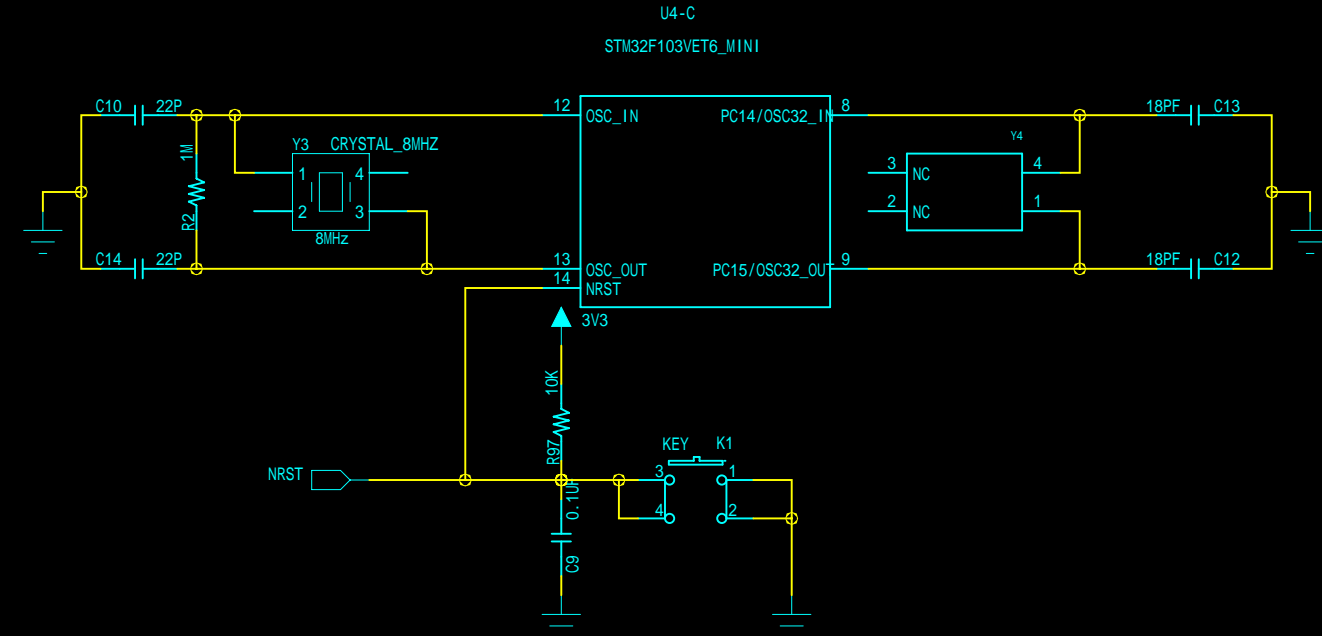 U4-C
STM32F103VET6_MINI
C10 22P
12
OSC_IN
PC14/OSC32_IN
8
18PF C13
1M
R2
Y3 CRYSTAL_8MHZ
1
4
2
3
8MHz
Y4
3
NC
4
2
NC
1
C14 22P
13
OSC_OUT
14
NRST
PC15/OSC32_OUT
9
18PF C12
3V3
10K
R97
NRST
KEY K1
3
1
4
2
0.1UF
C9